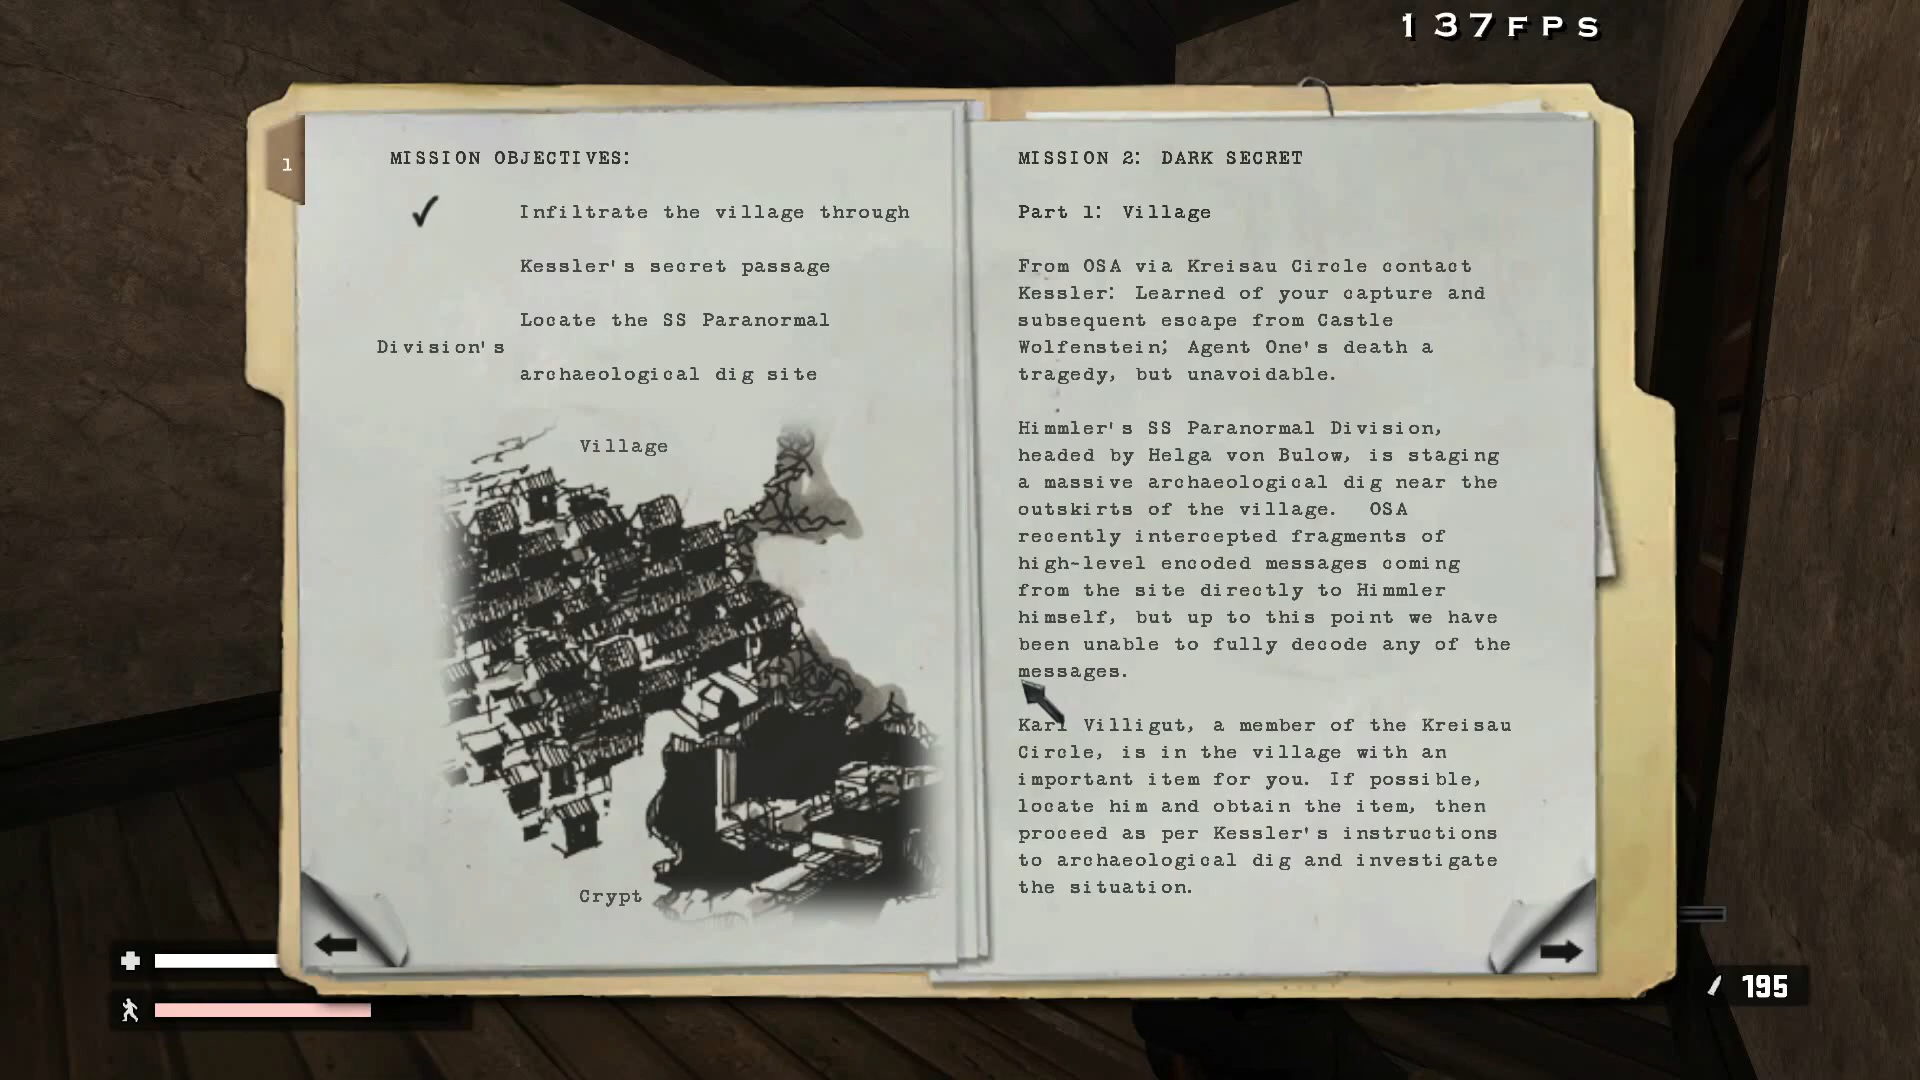 137FPS
1
MISSION OBJECTIVES:
Infiltrate the village through
Kessler's secret passage
Locate the SS Paranormal
Division's
archaeological dig site
Village
Crypt
MISSION 2: DARK SECRET
Part 1: Village
From OSA via Kreisau Circle contact
Kessler: Learned of your capture and
subsequent escape from Castle
Wolfenstein; Agent One's death a
tragedy, but unavoidable.
Himmler's SS Paranormal Division,
headed by Helga von Bulow, is staging
a massive archaeological dig near the
outskirts of the village. OSA
recently intercepted fragments of
high-level encoded messages coming
from the site directly to Himmler
himself, but up to this point we have
been unable to fully decode any of the
messages.
Karl Villigut, a member of the Kreisau
Circle, is in the village with an
important item for you. If possible,
locate him and obtain the item, then
proceed as per Kessler's instructions
to archaeological dig and investigate
the situation.
195